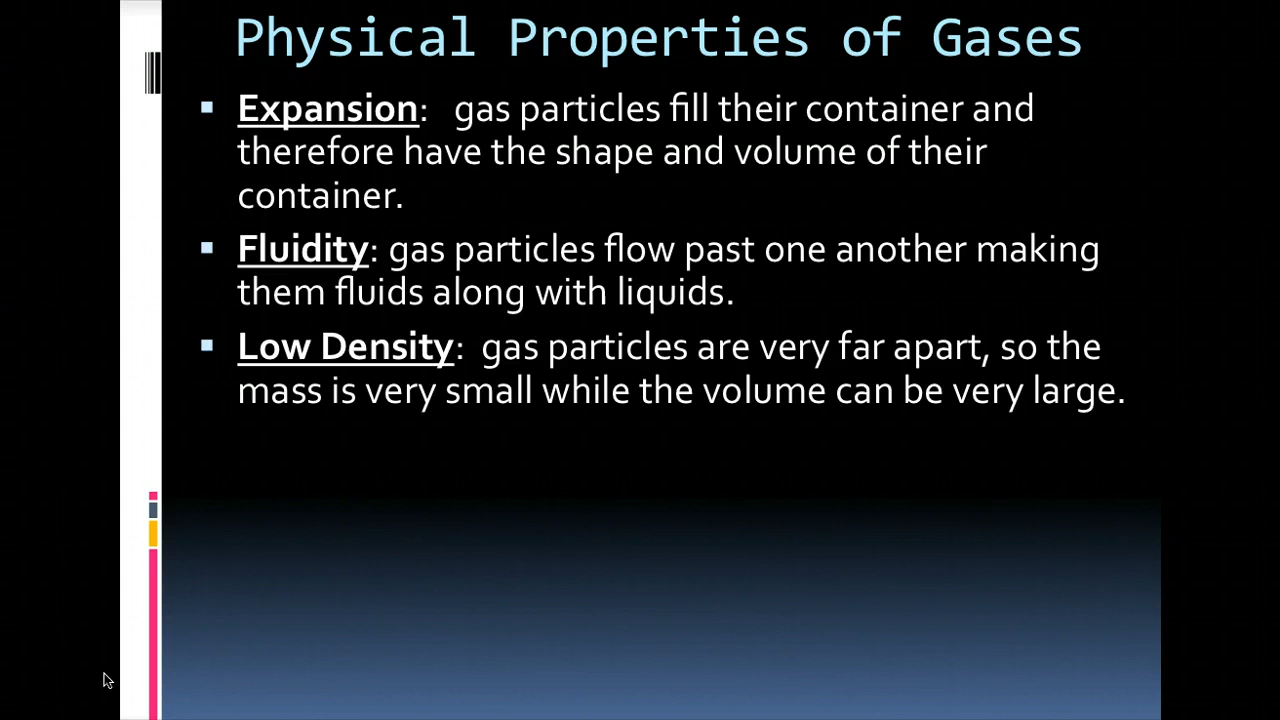 Physical Properties of Gases
Expansion: gas particles fill their container and
therefore have the shape and volume of their
container.
Fluidity: gas particles flow past one another making
them fluids along with liquids.
Low Density: gas particles are very far apart, so the
mass is very small while the volume can be very large.